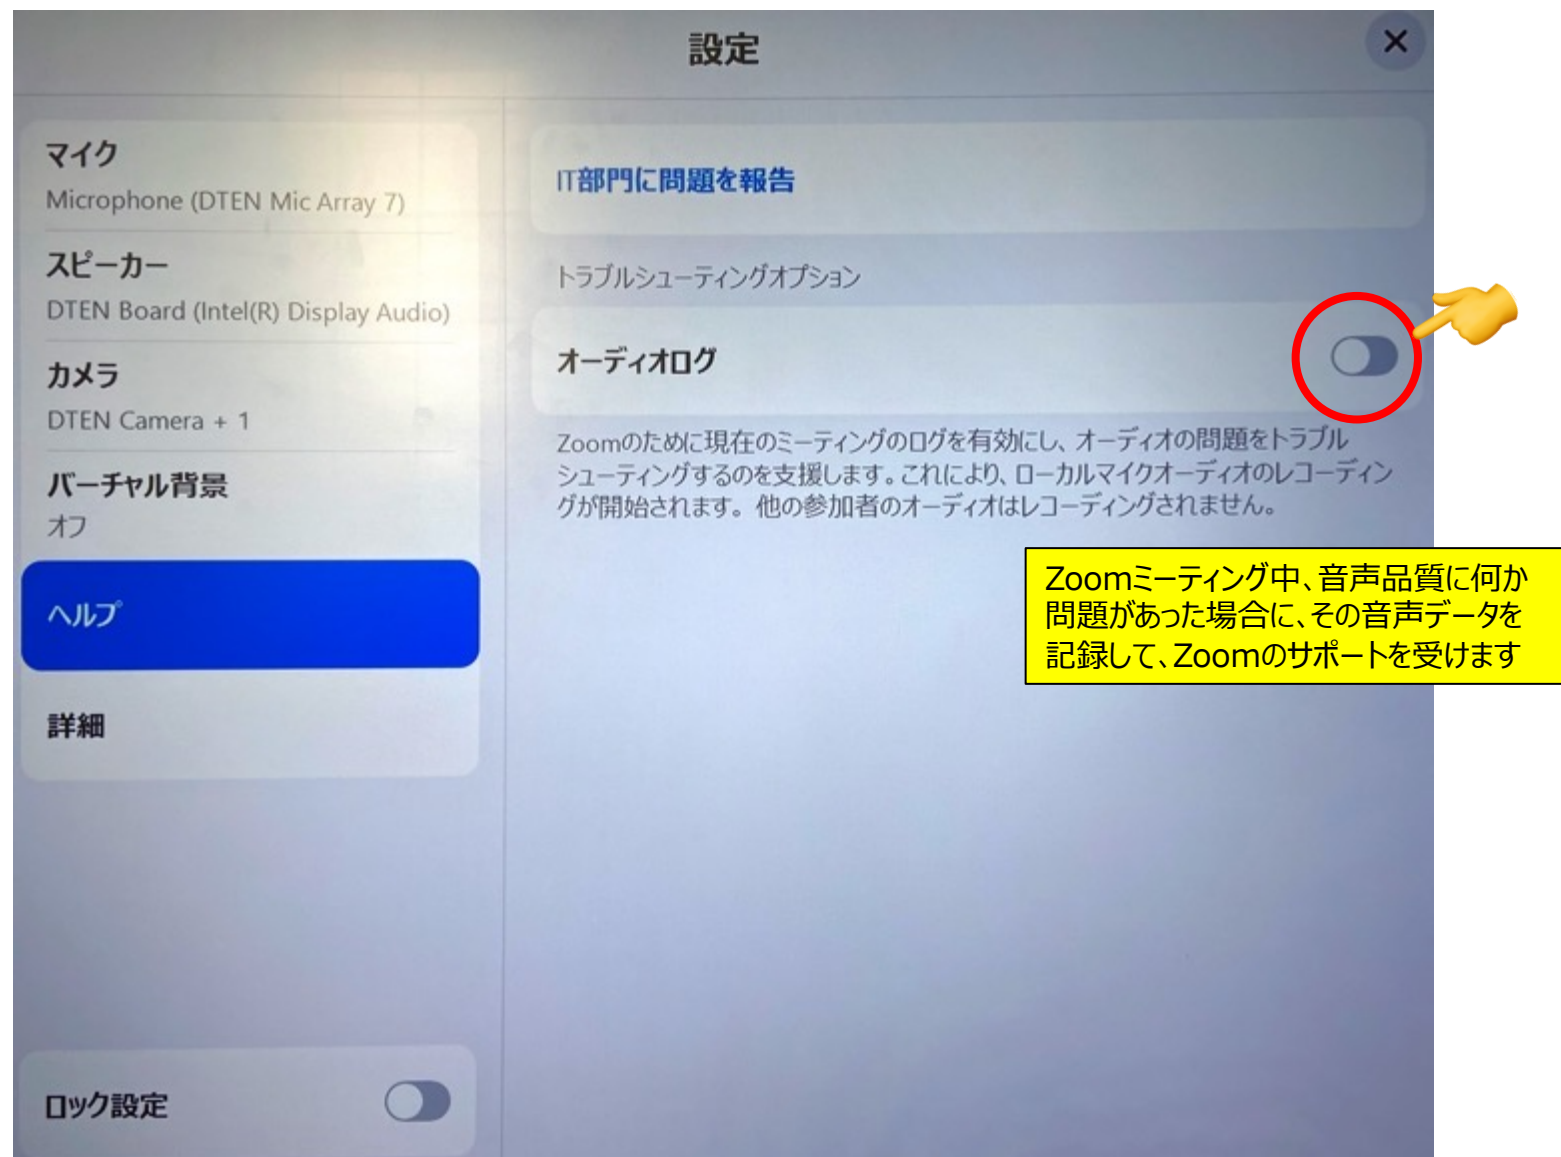 設定
マイク
Microphone (DTEN Mic Array 7)
スピーカー
DTEN Board (Intel(R) Display Audio)
カメラ
DTEN Camera + 1
バーチャル背景
オフ
ヘルプ
詳細
ロック設定
IT部門に問題を報告
トラブルシューティングオプション
オーディオログ
Zoomのために現在のミーティングのログを有効にし、オーディオの問題をトラブル
シューティングするのを支援します。これにより、ローカルマイクオーディオのレコーディン
グが開始されます。他の参加者のオーディオはレコーディングされません。
Zoomミーティング中、音声品質に何か
問題があった場合に、その音声データを
記録して、Zoomのサポートを受けます